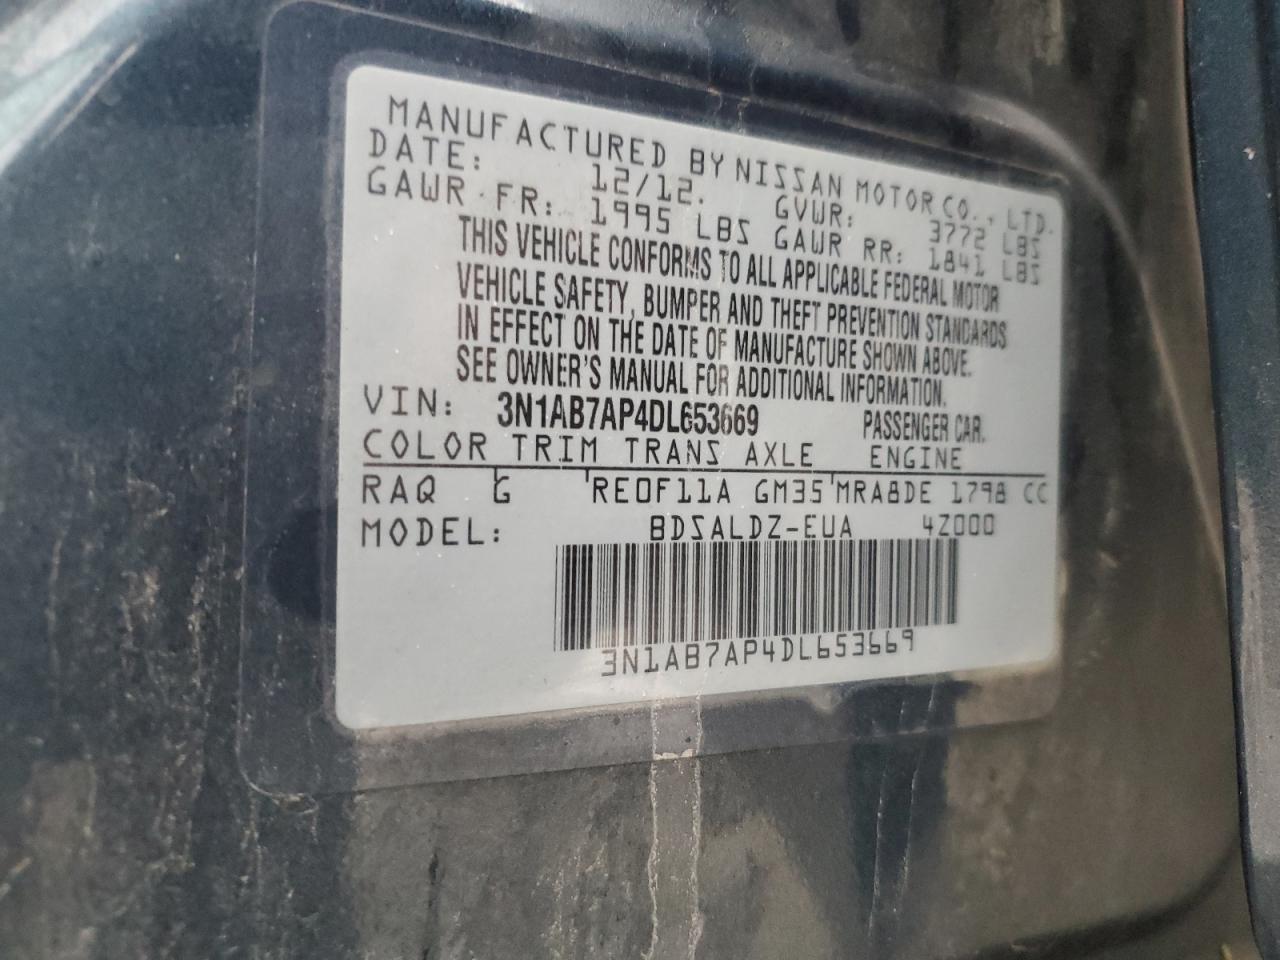 MANUFACTURED BY NISSAN MOTOR CO., LTD.
DATE: 12/12. GVWR: 3772 LBS
GAWR FR: 1995 LBS GAWR RR: 1841 LBS
THIS VEHICLE CONFORMS TO ALL APPLICABLE FEDERAL MOTOR
VEHICLE SAFETY, BUMPER AND THEFT PREVENTION STANDARDS
IN EFFECT ON THE DATE OF MANUFACTURE SHOWN ABOVE.
SEE OWNER'S MANUAL FOR ADDITIONAL INFORMATION.
VIN: 3N1AB7AP4DL653669 PASSENGER CAR.
COLOR TRIM TRANS AXLE ENGINE
RAQ G RE0F11A GM35 MRA8DE 1798 CC
MODEL: BDSALDZ-EUA 4Z000
3N1AB7AP4DL653669